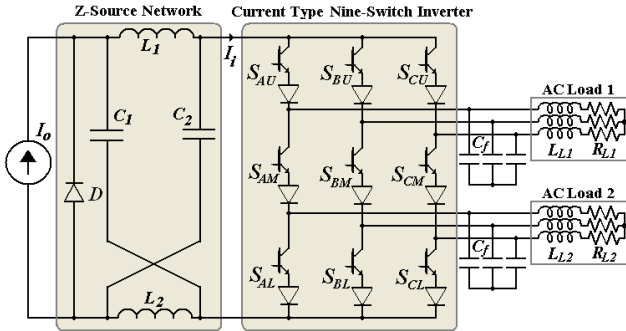 Z-Source Network
Current Type Nine-Switch Inverter
L1
Ii
SAU
SBU
SCU
AC Load 1
C1
C2
Cf
LL1
RL1
Io
SAM
SBM
SCM
D
AC Load 2
Cf
LL2
RL2
SAL
SBL
SCL
L2